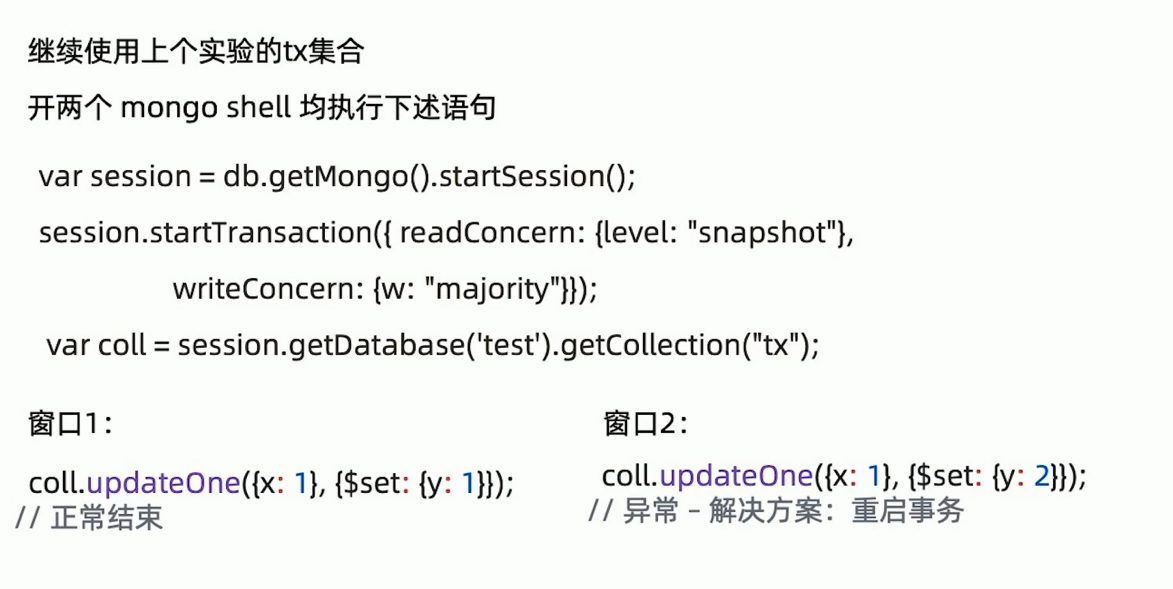 继续使用上个实验的tx集合
开两个 mongo shell 均执行下述语句
var session = db.getMongo().startSession();
session.startTransaction({ readConcern: {level: "snapshot"},
writeConcern: {w: "majority"}});
var coll = session.getDatabase('test').getCollection("tx");
窗口1：
coll.updateOne({x: 1}, {$set: {y: 1}});
// 正常结束
窗口2：
coll.updateOne({x: 1}, {$set: {y: 2}});
// 异常 – 解决方案：重启事务